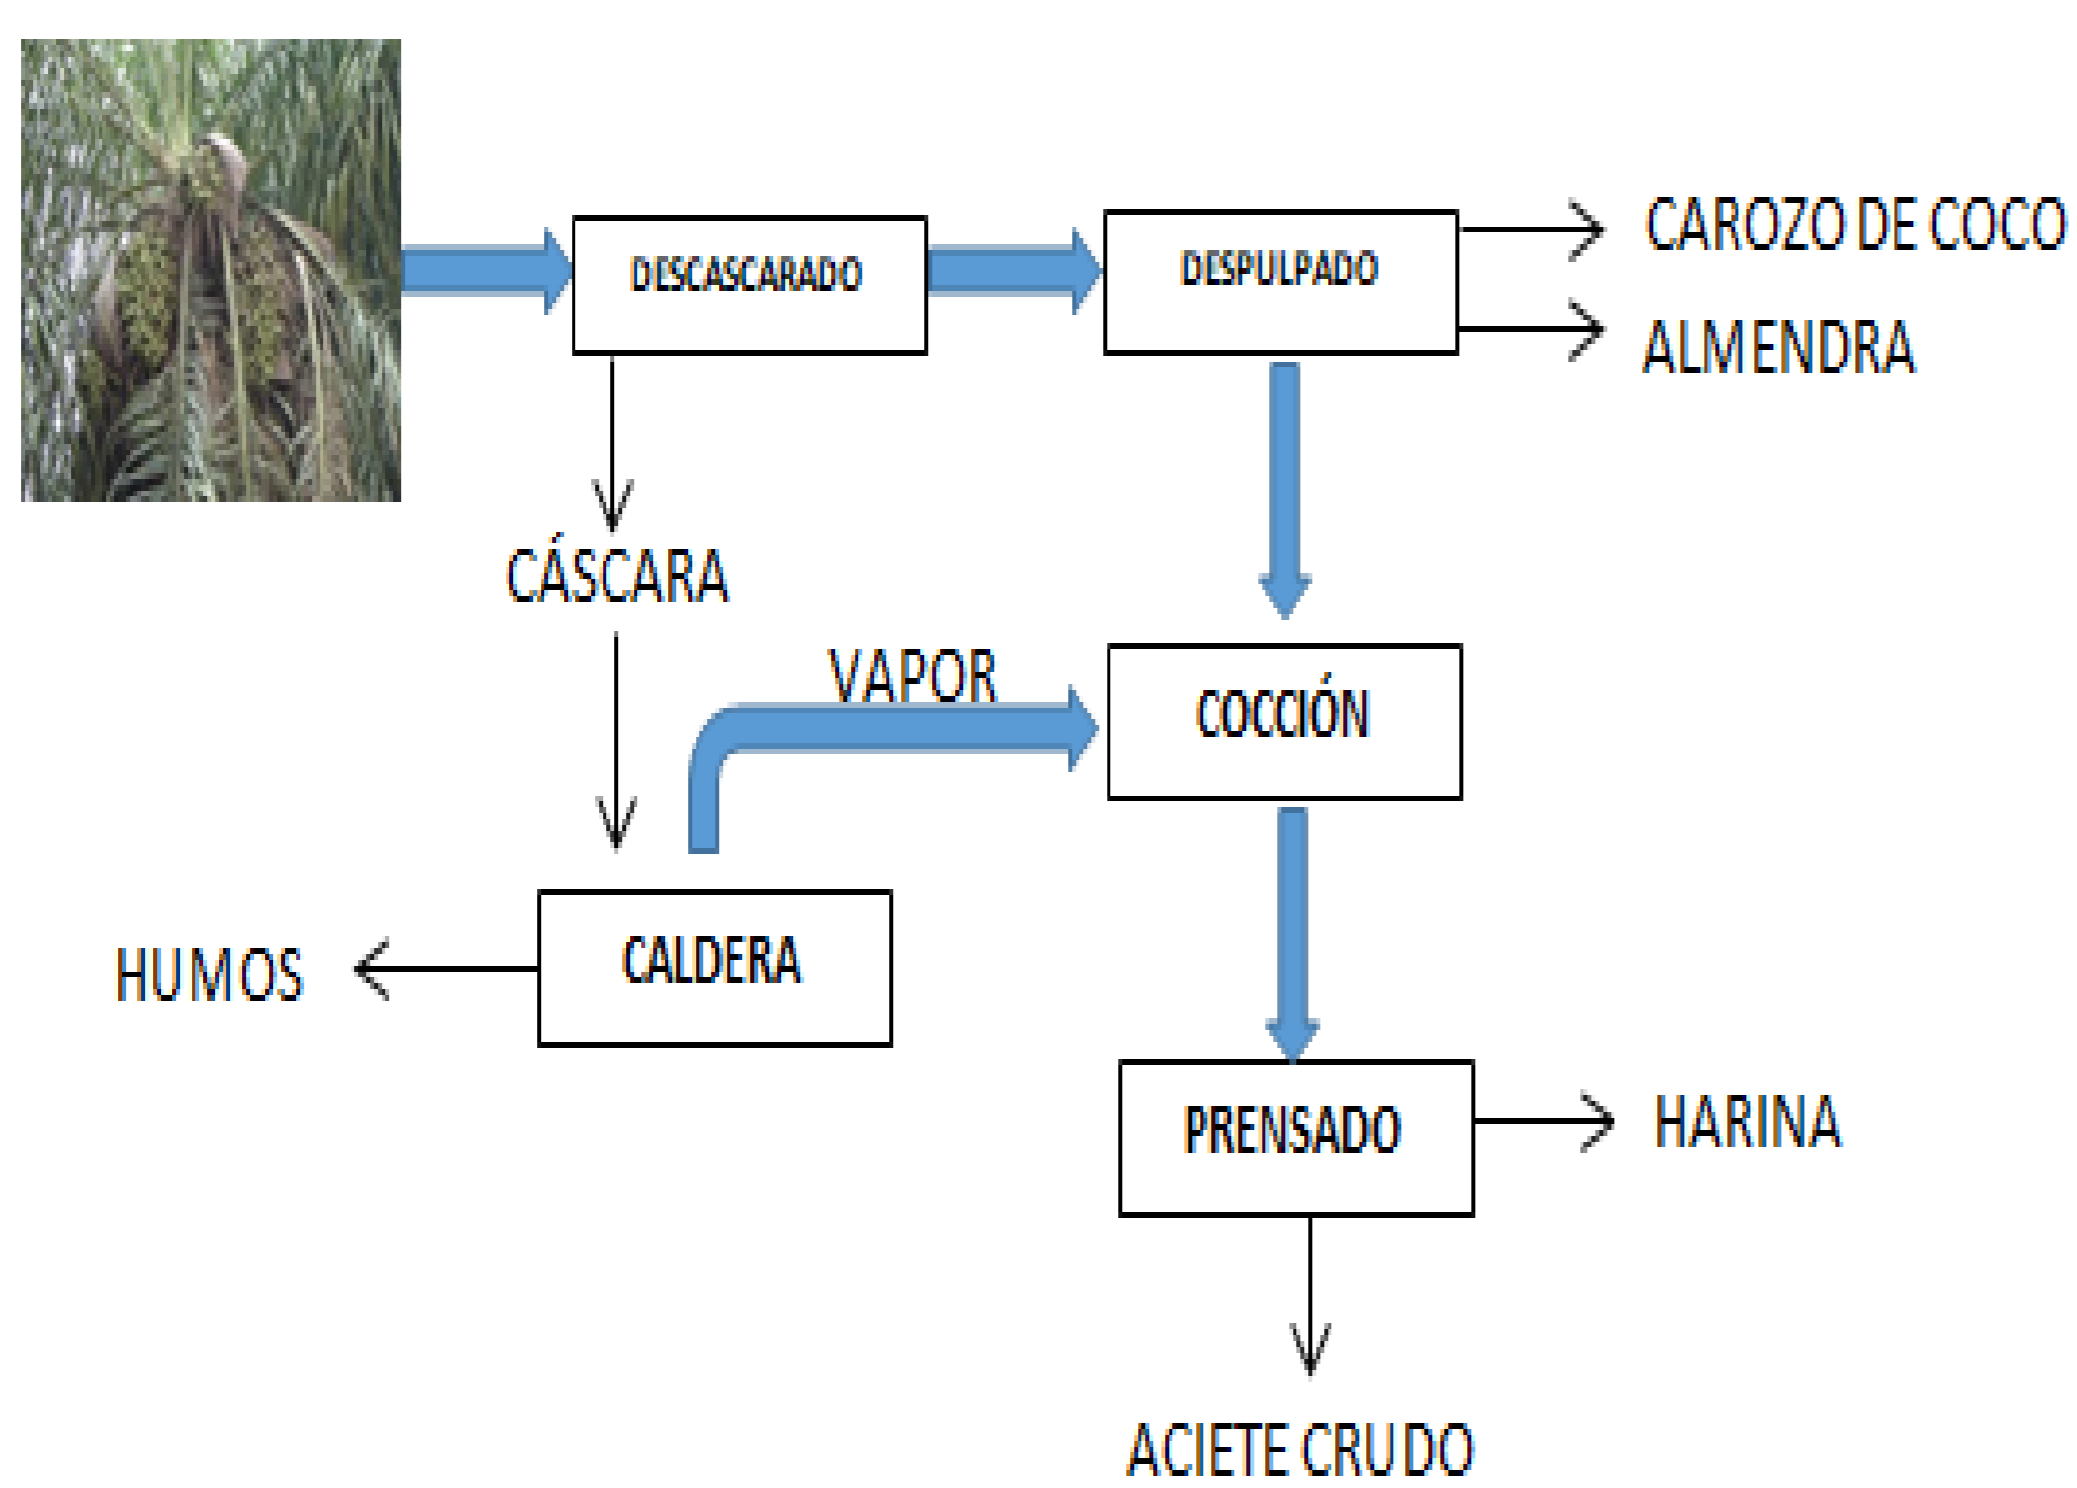 DESCASCARADO
DESPULPADO
CAROZO DE COCO
ALMENDRA
CÁSCARA
VAPOR
COCCIÓN
CALDERA
HUMOS
PRENSADO
HARINA
ACIETE CRUDO